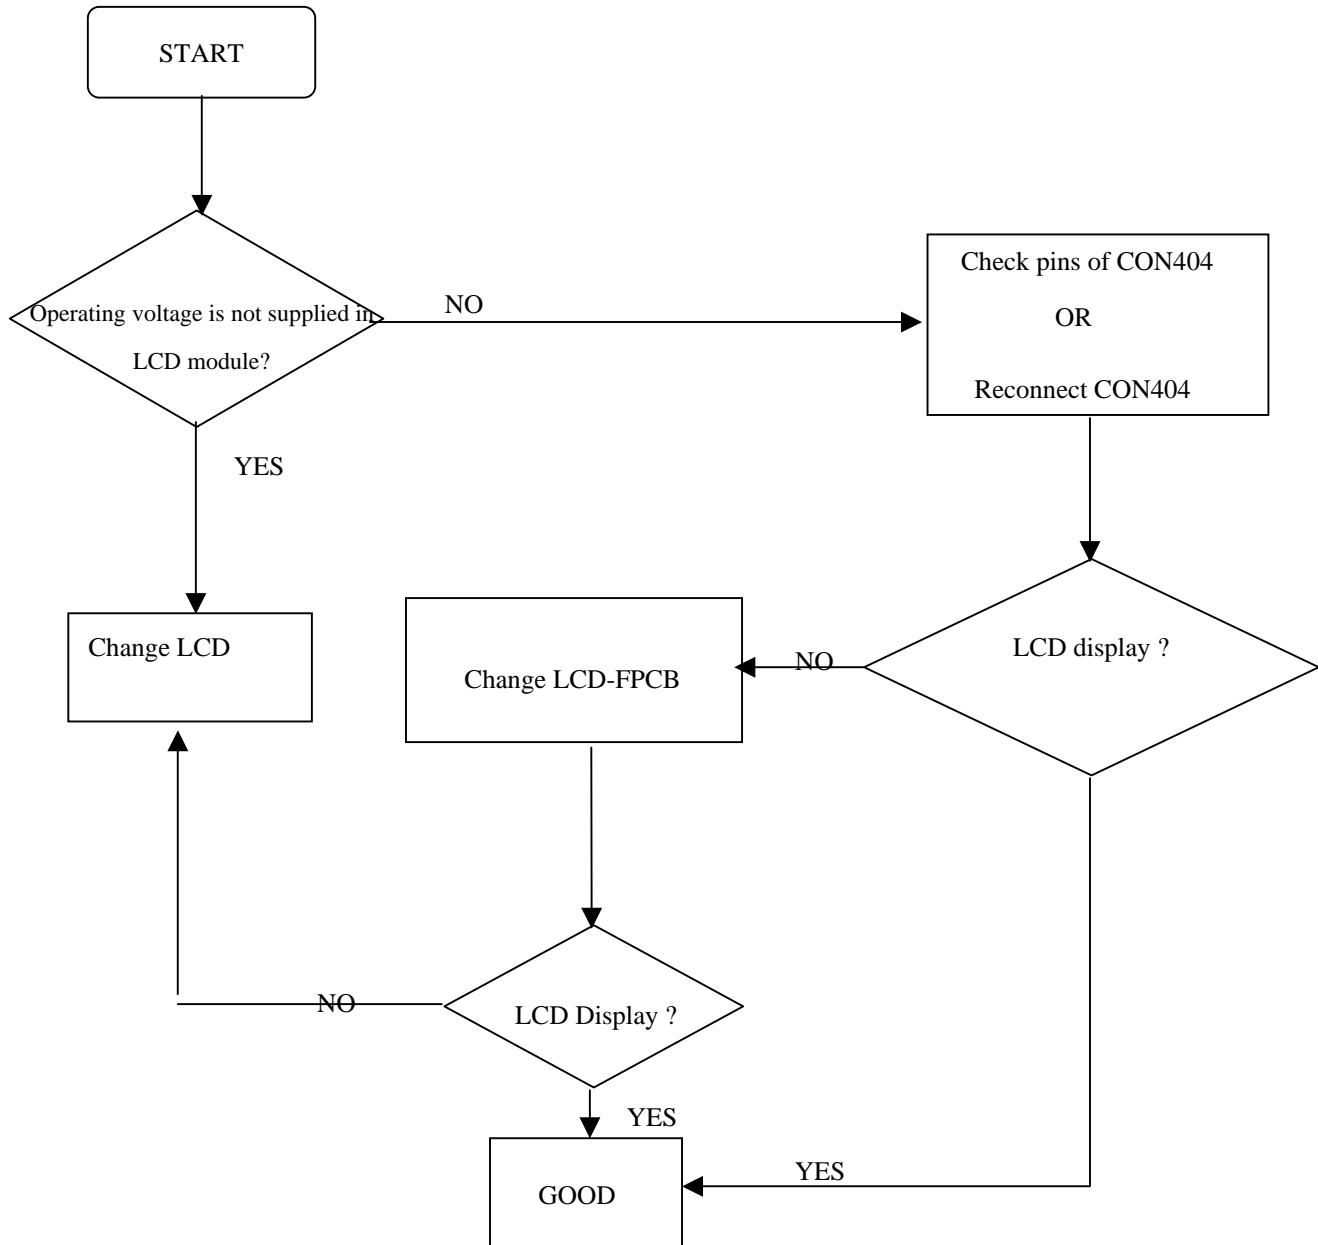 START
Operating voltage is not supplied in
LCD module?
NO
YES
Check pins of CON404
OR
Reconnect CON404
LCD display ?
NO
Change LCD-FPCB
Change LCD
LCD Display ?
NO
YES
YES
GOOD